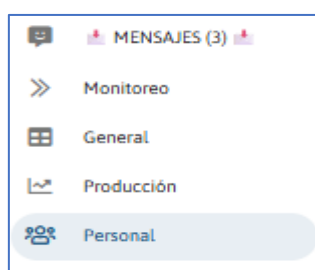 📩 MENSAJES (3) 📩
Monitoreo
General
Producción
Personal